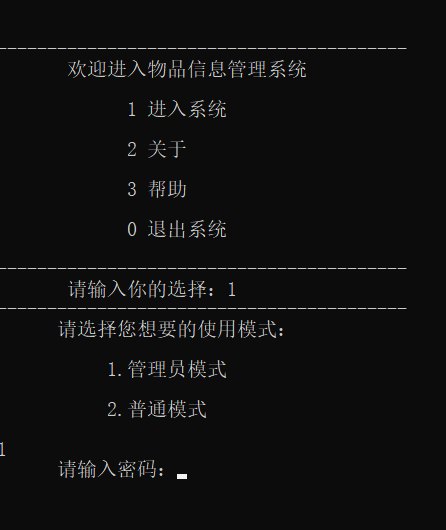 ----------------------------------------
欢迎进入物品信息管理系统
1 进入系统
2 关于
3 帮助
0 退出系统
----------------------------------------
请输入你的选择：1
----------------------------------------
请选择您想要的使用模式：
1.管理员模式
2.普通模式
1
请输入密码：